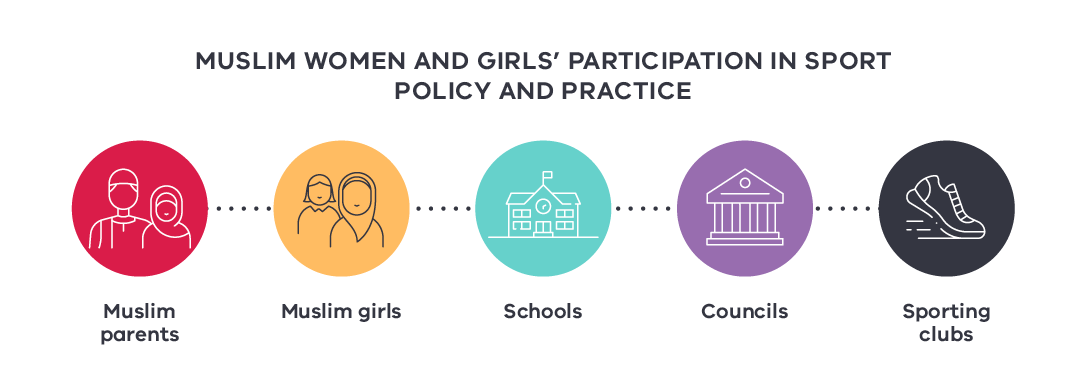 MUSLIM WOMEN AND GIRLS’ PARTICIPATION IN SPORT
POLICY AND PRACTICE
Muslim
parents
Muslim girls
Schools
Councils
Sporting
clubs